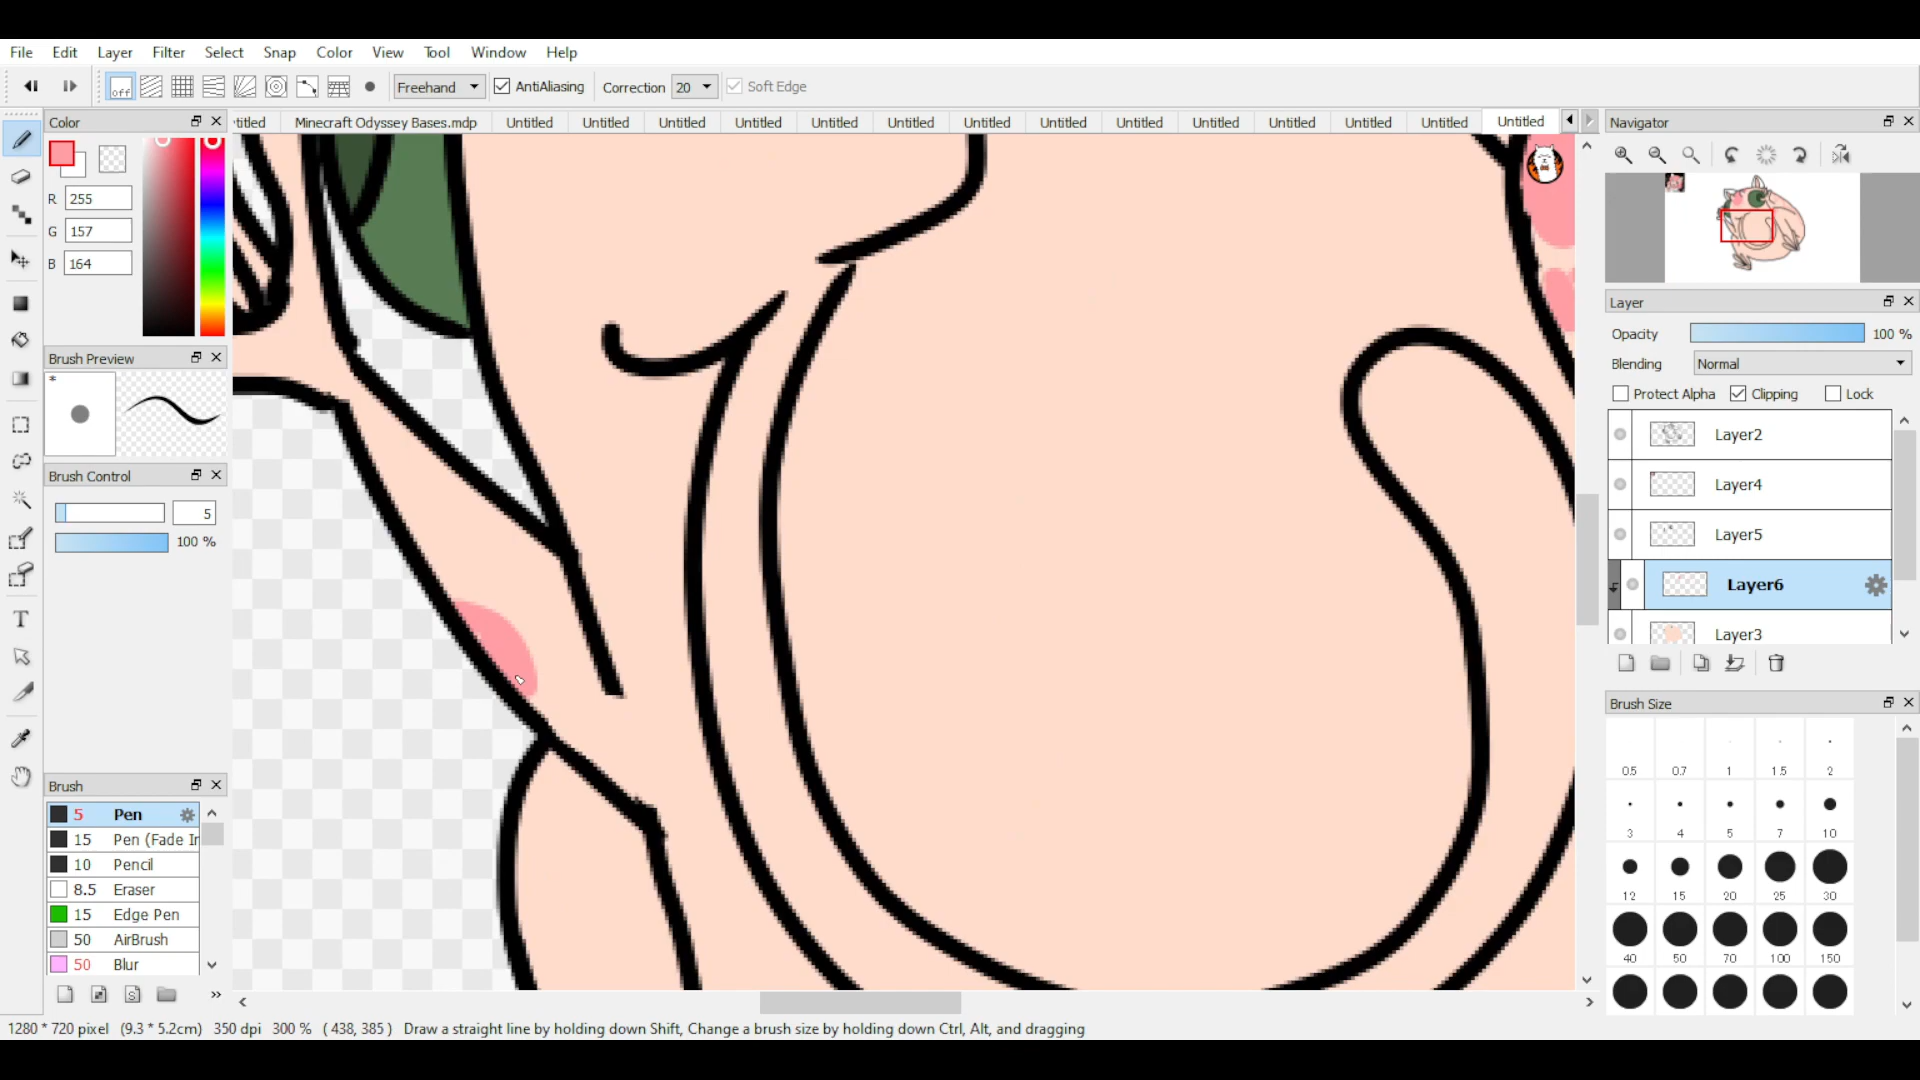 File Edit Layer Filter Select Snap Color View Tool Window Help
off Freehand AntiAliasing Correction 20 Soft Edge
Color
titled Minecraft Odyssey Bases.mdp Untitled Untitled Untitled Untitled Untitled Untitled Untitled Untitled Untitled Untitled Untitled Untitled Untitled Untitled
Navigator
R 255
G 157
B 164
Layer
Opacity 100 %
Blending Normal
Protect Alpha Clipping Lock
Brush Preview
*
Layer2
Layer4
Brush Control
5
100 %
Layer5
Layer6
Layer3
Brush Size
0.5 0.7 1 1.5 2
3 4 5 7 10
12 15 20 25 30
40 50 70 100 150
Brush
5 Pen
15 Pen (Fade In
10 Pencil
8.5 Eraser
15 Edge Pen
50 AirBrush
50 Blur
1280 * 720 pixel (9.3 * 5.2cm) 350 dpi 300 % ( 438, 385 ) Draw a straight line by holding down Shift, Change a brush size by holding down Ctrl, Alt, and dragging